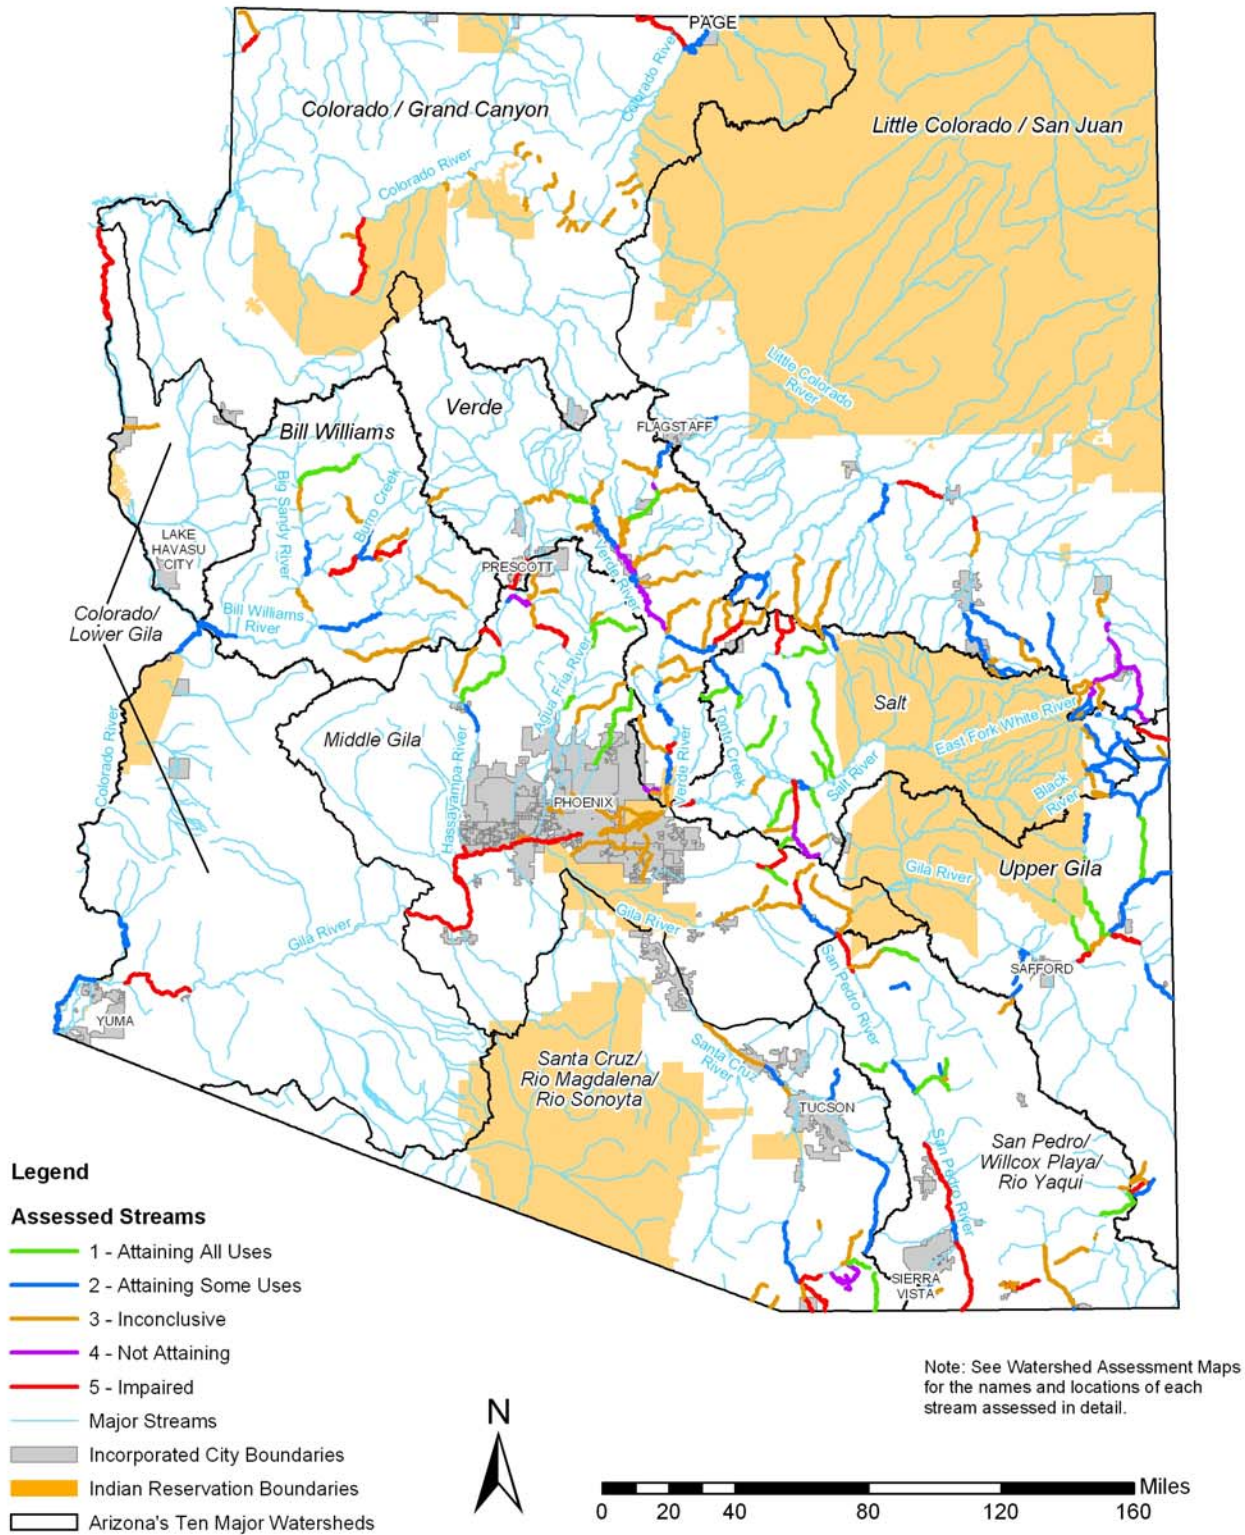 PAGE
Colorado River
Colorado / Grand Canyon
Little Colorado / San Juan
Colorado River
Little Colorado
River
Verde
Bill Williams
FLAGSTAFF
Big Sandy River
Burro Creek
LAKE
HAVASU
CITY
PRESCOTT
Verde River
Colorado/
Lower Gila
Bill Williams
River
Agua Fria River
Salt
East Fork White River
Middle Gila
Tonto Creek
Colorado River
Hassayampa River
Verde River
Salt River
Black
River
PHOENIX
Upper Gila
Gila River
Gila River
Gila River
San Pedro River
SAFFORD
YUMA
Santa Cruz
River
Santa Cruz/
Rio Magdalena/
Rio Sonoyta
TUCSON
San Pedro River
San Pedro/
Willcox Playa/
Rio Yaqui
SIERRA
VISTA
Legend
Assessed Streams
1 - Attaining All Uses
2 - Attaining Some Uses
3 - Inconclusive
4 - Not Attaining
5 - Impaired
Major Streams
Incorporated City Boundaries
Indian Reservation Boundaries
Arizona's Ten Major Watersheds
Note: See Watershed Assessment Maps
for the names and locations of each
stream assessed in detail.
N
Miles
0 20 40 80 120 160